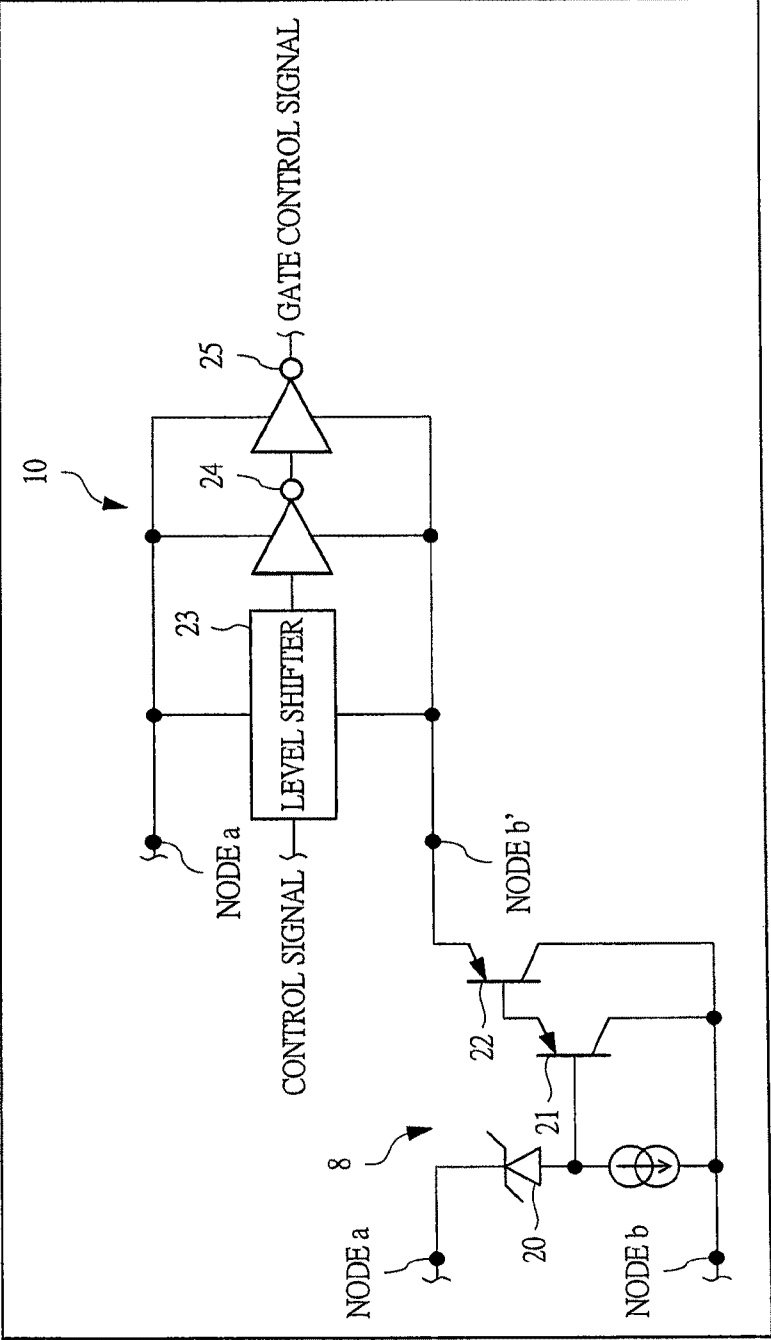 10
NODE a
23
24
25
LEVEL SHIFTER
CONTROL SIGNAL
GATE CONTROL SIGNAL
NODE b'
8
NODE a
20
21
22
NODE b